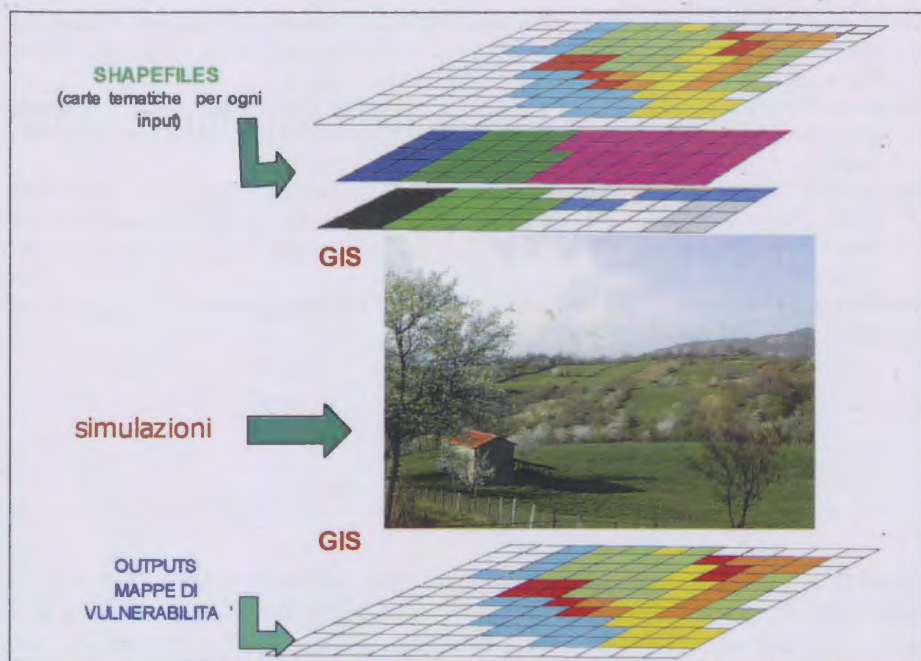 SHAPEFILES
(carte tematiche per ogni
input)
GIS
simulazioni
GIS
OUTPUTS
MAPPE DI
VULNERABILITA '